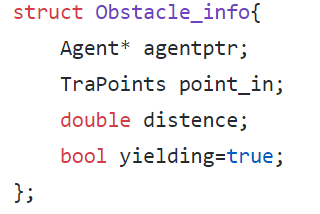 struct Obstacle_info{
    Agent* agentptr;
    TraPoints point_in;
    double distence;
    bool yielding=true;
};